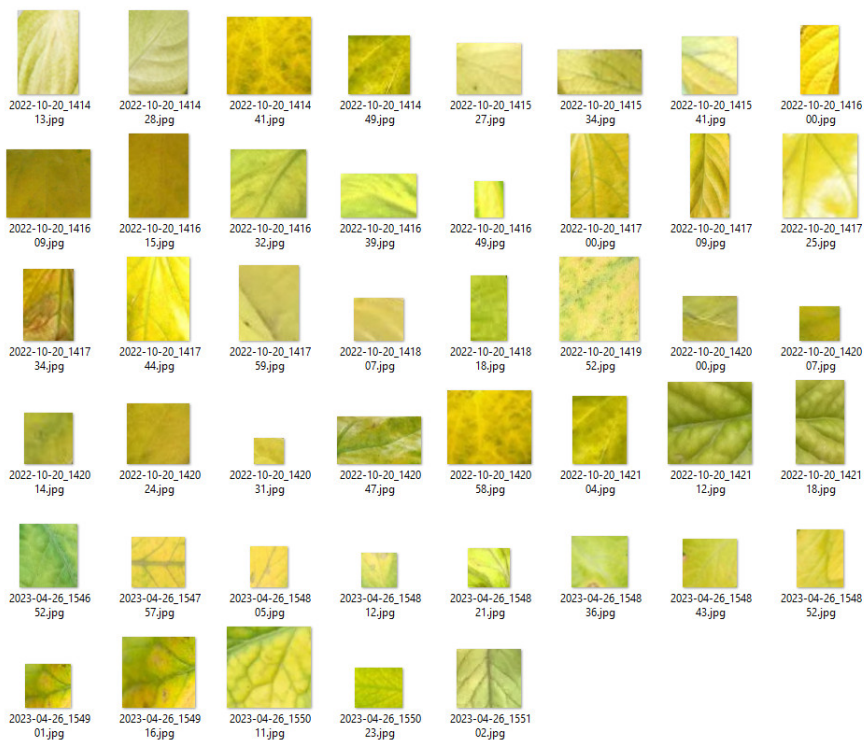 2022-10-20_1414
13.jpg
2022-10-20_1414
28.jpg
2022-10-20_1414
41.jpg
2022-10-20_1414
49.jpg
2022-10-20_1415
27.jpg
2022-10-20_1415
34.jpg
2022-10-20_1415
41.jpg
2022-10-20_1416
00.jpg
2022-10-20_1416
09.jpg
2022-10-20_1416
15.jpg
2022-10-20_1416
32.jpg
2022-10-20_1416
39.jpg
2022-10-20_1416
49.jpg
2022-10-20_1417
00.jpg
2022-10-20_1417
09.jpg
2022-10-20_1417
25.jpg
2022-10-20_1417
34.jpg
2022-10-20_1417
44.jpg
2022-10-20_1417
59.jpg
2022-10-20_1418
07.jpg
2022-10-20_1418
18.jpg
2022-10-20_1419
52.jpg
2022-10-20_1420
00.jpg
2022-10-20_1420
07.jpg
2022-10-20_1420
14.jpg
2022-10-20_1420
24.jpg
2022-10-20_1420
31.jpg
2022-10-20_1420
47.jpg
2022-10-20_1420
58.jpg
2022-10-20_1421
04.jpg
2022-10-20_1421
12.jpg
2022-10-20_1421
18.jpg
2023-04-26_1546
52.jpg
2023-04-26_1547
57.jpg
2023-04-26_1548
05.jpg
2023-04-26_1548
12.jpg
2023-04-26_1548
21.jpg
2023-04-26_1548
36.jpg
2023-04-26_1548
43.jpg
2023-04-26_1548
52.jpg
2023-04-26_1549
01.jpg
2023-04-26_1549
16.jpg
2023-04-26_1550
11.jpg
2023-04-26_1550
23.jpg
2023-04-26_1551
02.jpg